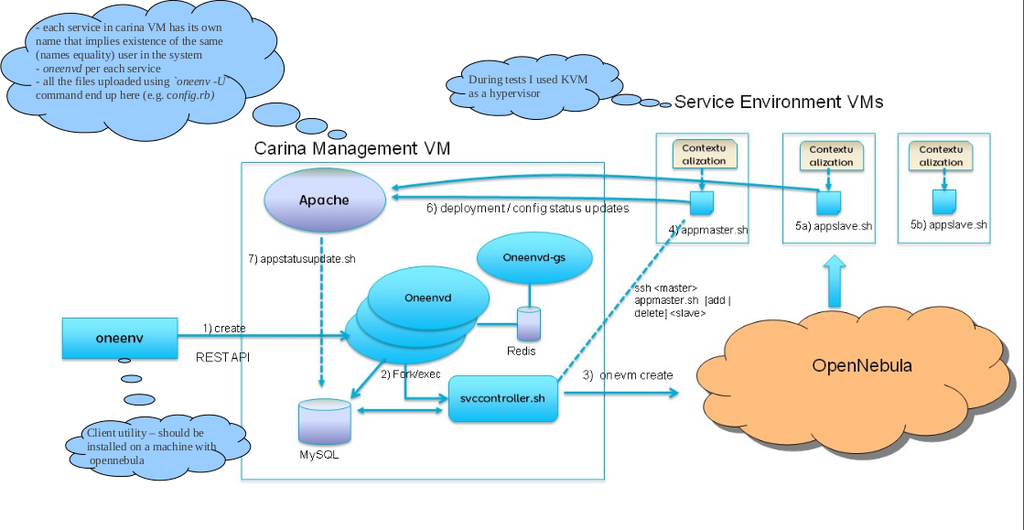 - each service in carina VM has its own
name that implies existence of the same
(names equality) user in the system
- oneenvd per each service
- all the files uploaded using `oneenv -U`
command end up here (e.g. config.rb)
During tests I used KVM
as a hypervisor
Service Environment VMs
Carina Management VM
Contextu
alization
Contextu
alization
Contextu
alization
Apache
6) deployment / config status updates
4) appmaster.sh
5a) appslave.sh
5b) appslave.sh
7) appstatusupdate.sh
Oneenvd-gs
Oneenvd
ssh <master>
appmaster.sh [add |
delete] <slave>
1) create
oneenv
REST API
Redis
OpenNebula
2) Fork/exec
3) onevm create
svccontroller.sh
MySQL
Client utility – should be
installed on a machine with
opennebula